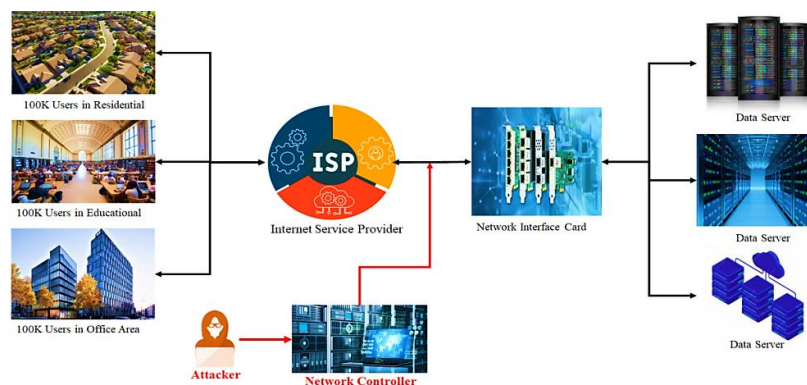 100K Users in Residential
100K Users in Educational
100K Users in Office Area
ISP
Internet Service Provider
Attacker
Network Controller
Network Interface Card
Data Server
Data Server
Data Server